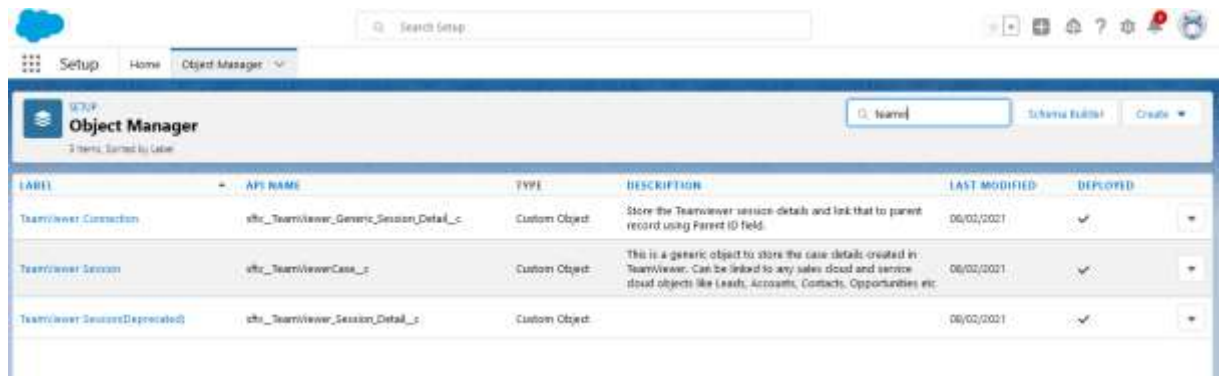 Search Setup
Setup Home Object Manager
SETUP
Object Manager
3 Items, Sorted by Label
Schema Builder Create
LABEL API NAME TYPE DESCRIPTION LAST MODIFIED DEPLOYED
TeamViewer Connection Custom Object Store the Teamviewer session details and link that to parent 08/02/2021
record using Parent ID field.
TeamViewer Session Custom Object This is a generic object to store the case details created in 08/02/2021
TeamViewer. Can be linked to any sales cloud and service
cloud objects like Leads, Accounts, Contacts, Opportunities etc
TeamViewer Session(Deprecated) Custom Object 08/02/2021